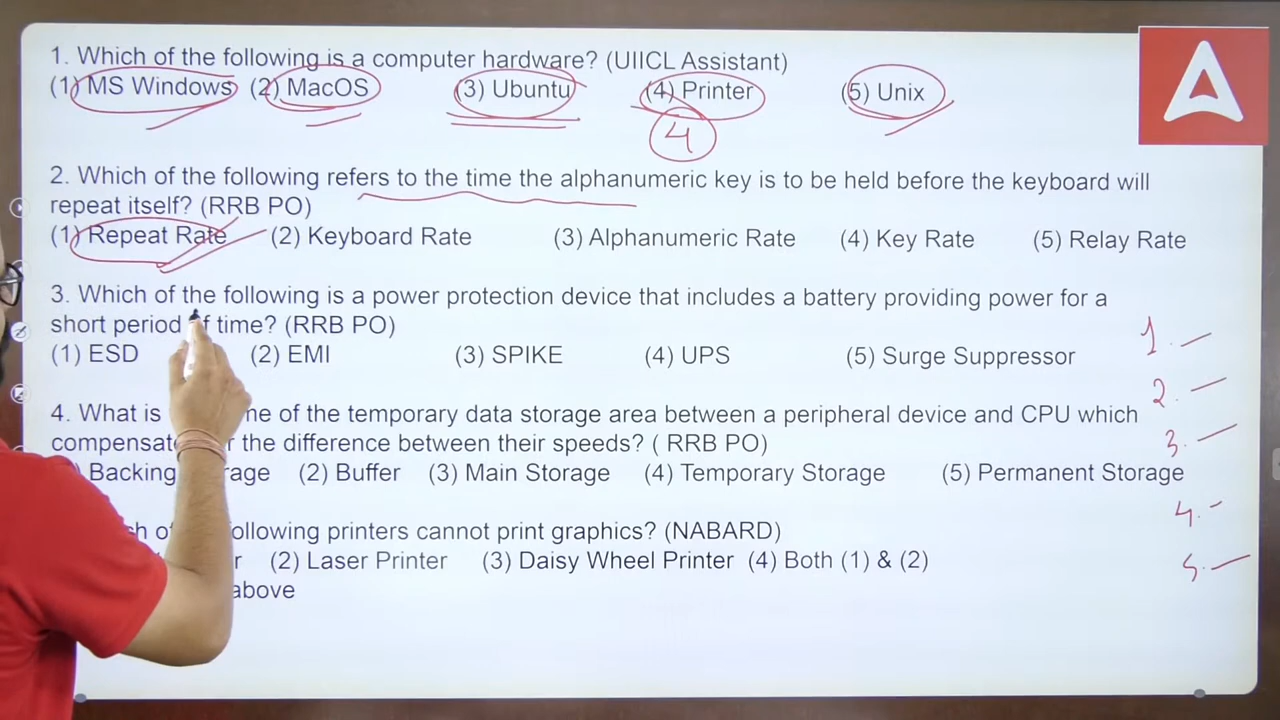 1. Which of the following is a computer hardware? (UIICL Assistant)
(1) MS Windows (2) MacOS (3) Ubuntu (4) Printer (5) Unix
4
2. Which of the following refers to the time the alphanumeric key is to be held before the keyboard will
repeat itself? (RRB PO)
(1) Repeat Rate (2) Keyboard Rate (3) Alphanumeric Rate (4) Key Rate (5) Relay Rate
3. Which of the following is a power protection device that includes a battery providing power for a
short period of time? (RRB PO)
(1) ESD (2) EMI (3) SPIKE (4) UPS (5) Surge Suppressor
4. What is me of the temporary data storage area between a peripheral device and CPU which
compensat r the difference between their speeds? ( RRB PO)
Backing rage (2) Buffer (3) Main Storage (4) Temporary Storage (5) Permanent Storage
ollowing printers cannot print graphics? (NABARD)
(2) Laser Printer (3) Daisy Wheel Printer (4) Both (1) & (2)
above
1. —
2. —
3. —
4. -
5. —